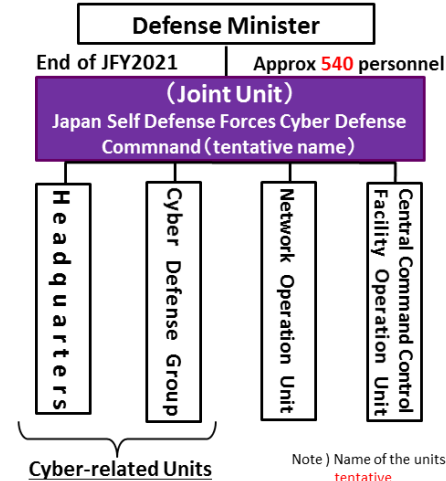 Defense Minister
End of JFY2021
Approx 540 personnel
(Joint Unit)
Japan Self Defense Forces Cyber Defense
Commnand(tentative name)
Headquarters
Cyber Defense Group
Network Operation Unit
Central Command Control
Facility Operation Unit
Cyber-related Units
Note ) Name of the units
tentative